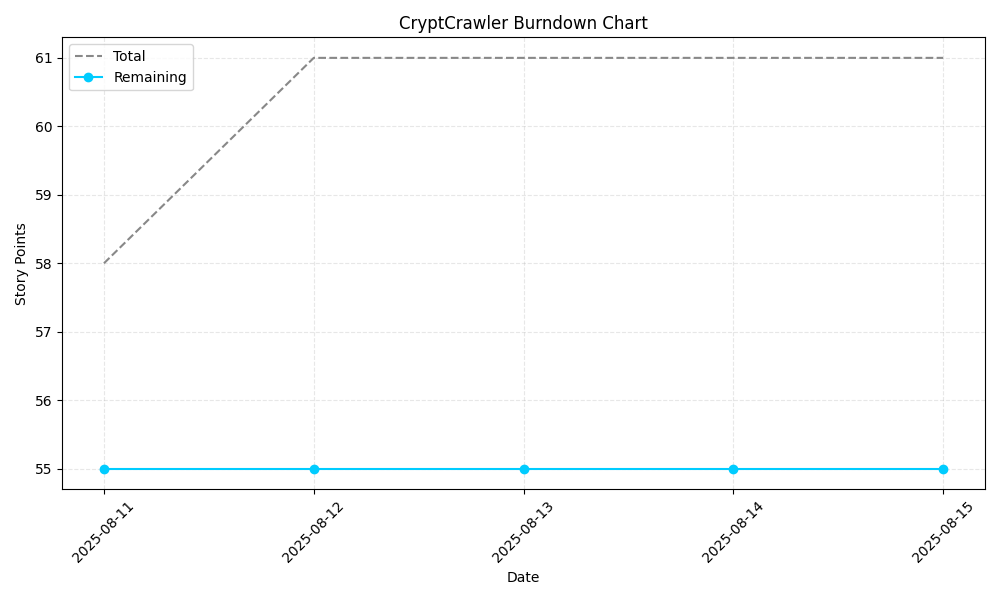 CryptCrawler Burndown Chart
Total
Remaining
Story Points
61
60
59
58
57
56
55
2025-08-11
2025-08-12
2025-08-13
2025-08-14
2025-08-15
Date